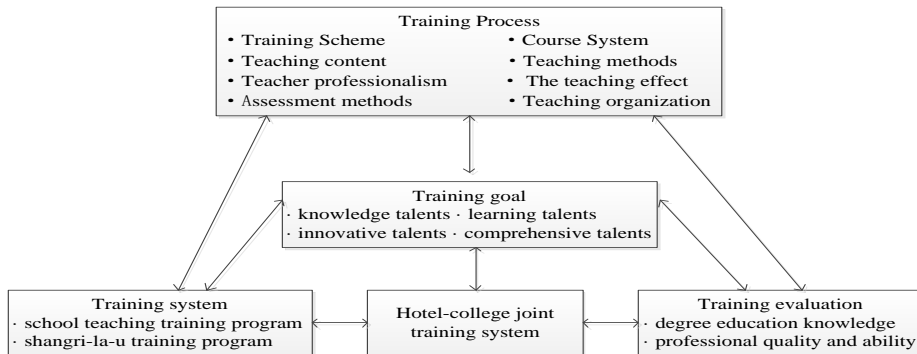 Training Process
• Training Scheme • Course System
• Teaching content • Teaching methods
• Teacher professionalism • The teaching effect
• Assessment methods • Teaching organization
Training goal
· knowledge talents · learning talents
· innovative talents · comprehensive talents
Training system
· school teaching training program
· shangri-la-u training program
Hotel-college joint
training system
Training evaluation
· degree education knowledge
· professional quality and ability